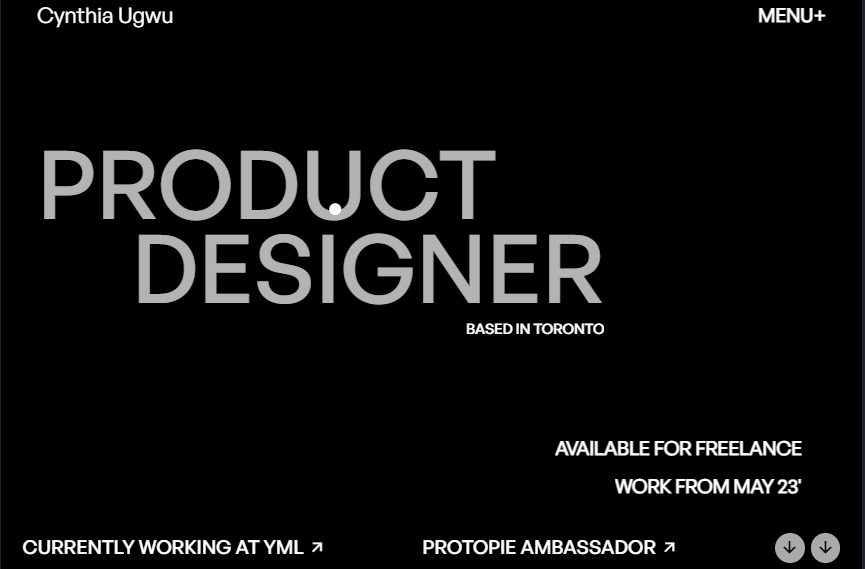 Cynthia Ugwu
MENU+
PRODUCT
DESIGNER
BASED IN TORONTO
AVAILABLE FOR FREELANCE
WORK FROM MAY 23'
CURRENTLY WORKING AT YML ↗
PROTOPIE AMBASSADOR ↗